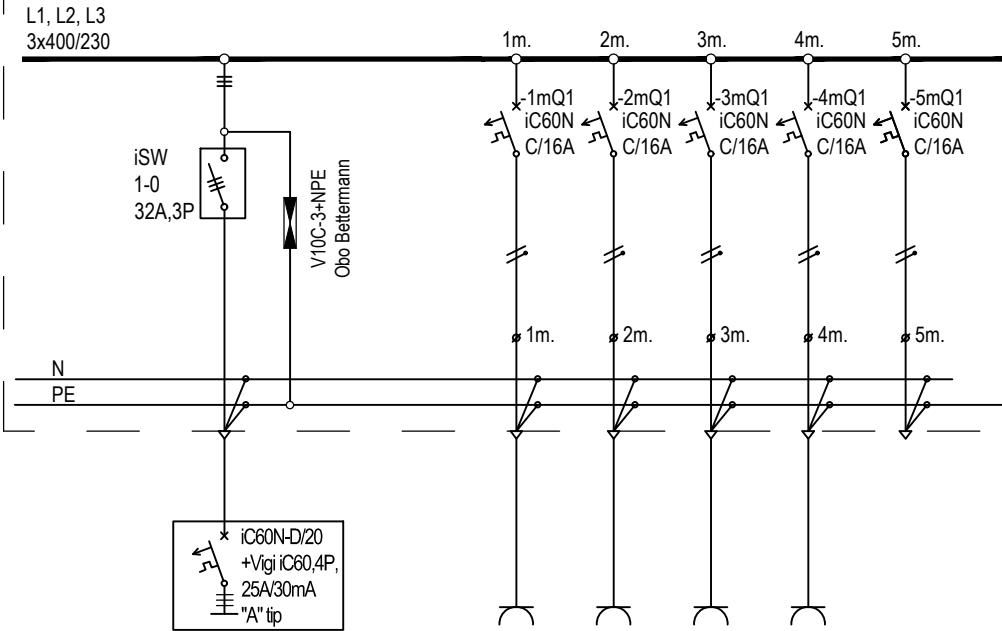 L1, L2, L3
3x400/230
1m.
2m.
3m.
4m.
5m.
-1mQ1
iC60N
C/16A
-2mQ1
iC60N
C/16A
-3mQ1
iC60N
C/16A
-4mQ1
iC60N
C/16A
-5mQ1
iC60N
C/16A
iSW
1-0
32A,3P
V10C-3+NPE
Obo Bettermann
1m.
2m.
3m.
4m.
5m.
N
PE
iC60N-D/20
+Vigi iC60,4P,
25A/30mA
"A" tip